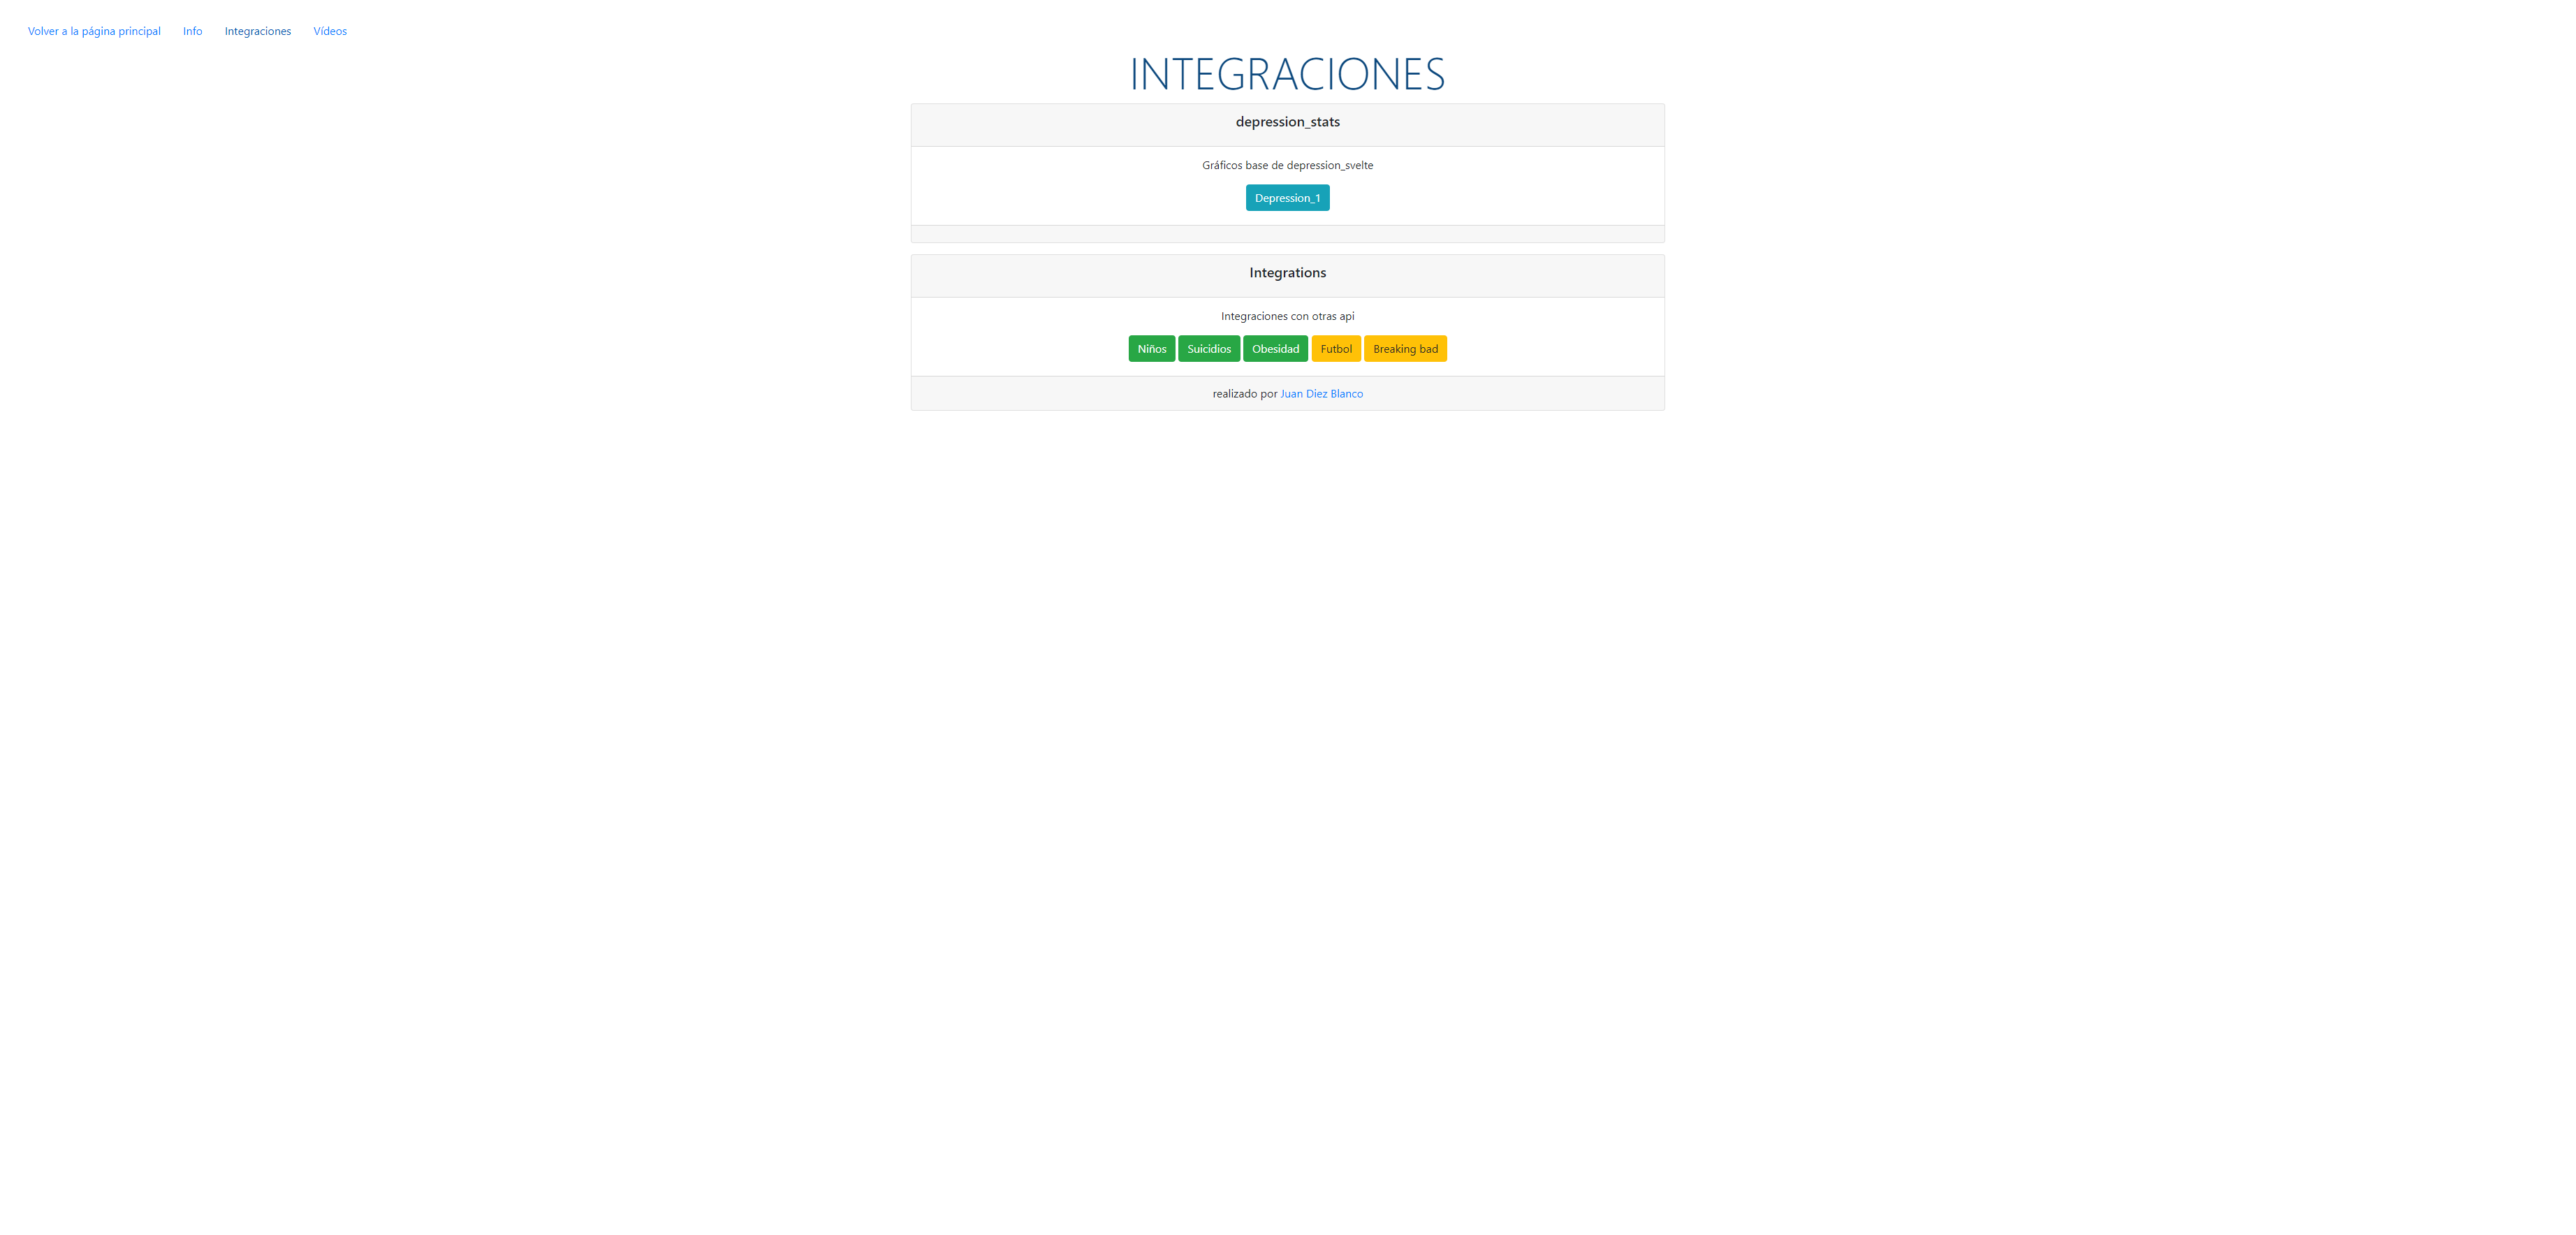 Volver a la página principal Info Integraciones Vídeos
INTEGRACIONES
depression_stats
Gráficos base de depression_svelte
Depression_1
Integrations
Integraciones con otras api
Niños Suicidios Obesidad Futbol Breaking bad
realizado por Juan Diez Blanco